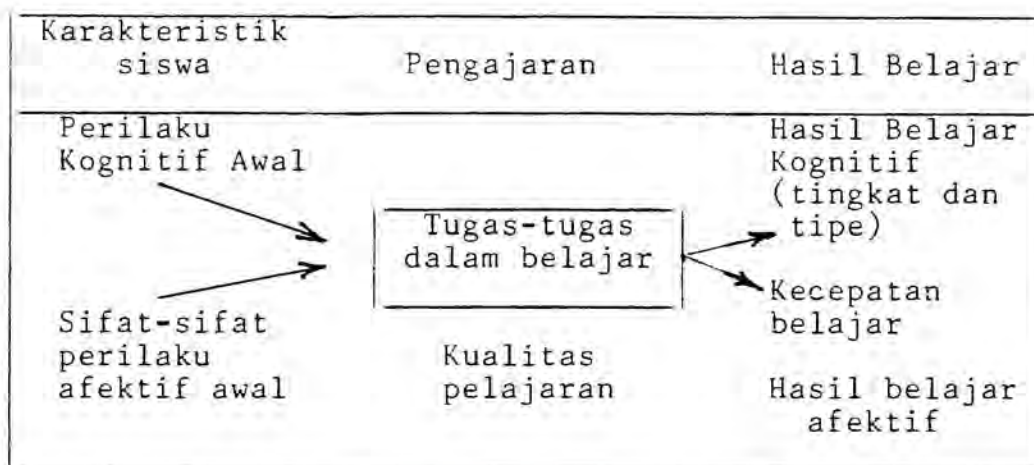 Karakteristik
siswa
Pengajaran
Hasil Belajar
Perilaku
Kognitif Awal
Sifat-sifat
perilaku
afektif awal
Tugas-tugas
dalam belajar
Kualitas
pelajaran
Hasil Belajar
Kognitif
(tingkat dan
tipe)
Kecepatan
belajar
Hasil belajar
afektif